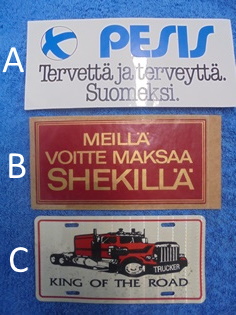 A
PESIS
Tervettä ja terveyttä.
Suomeksi.
B
MEILLÄ
VOITTE MAKSAA
SHEKILLÄ
C
TRUCKER
KING OF THE ROAD